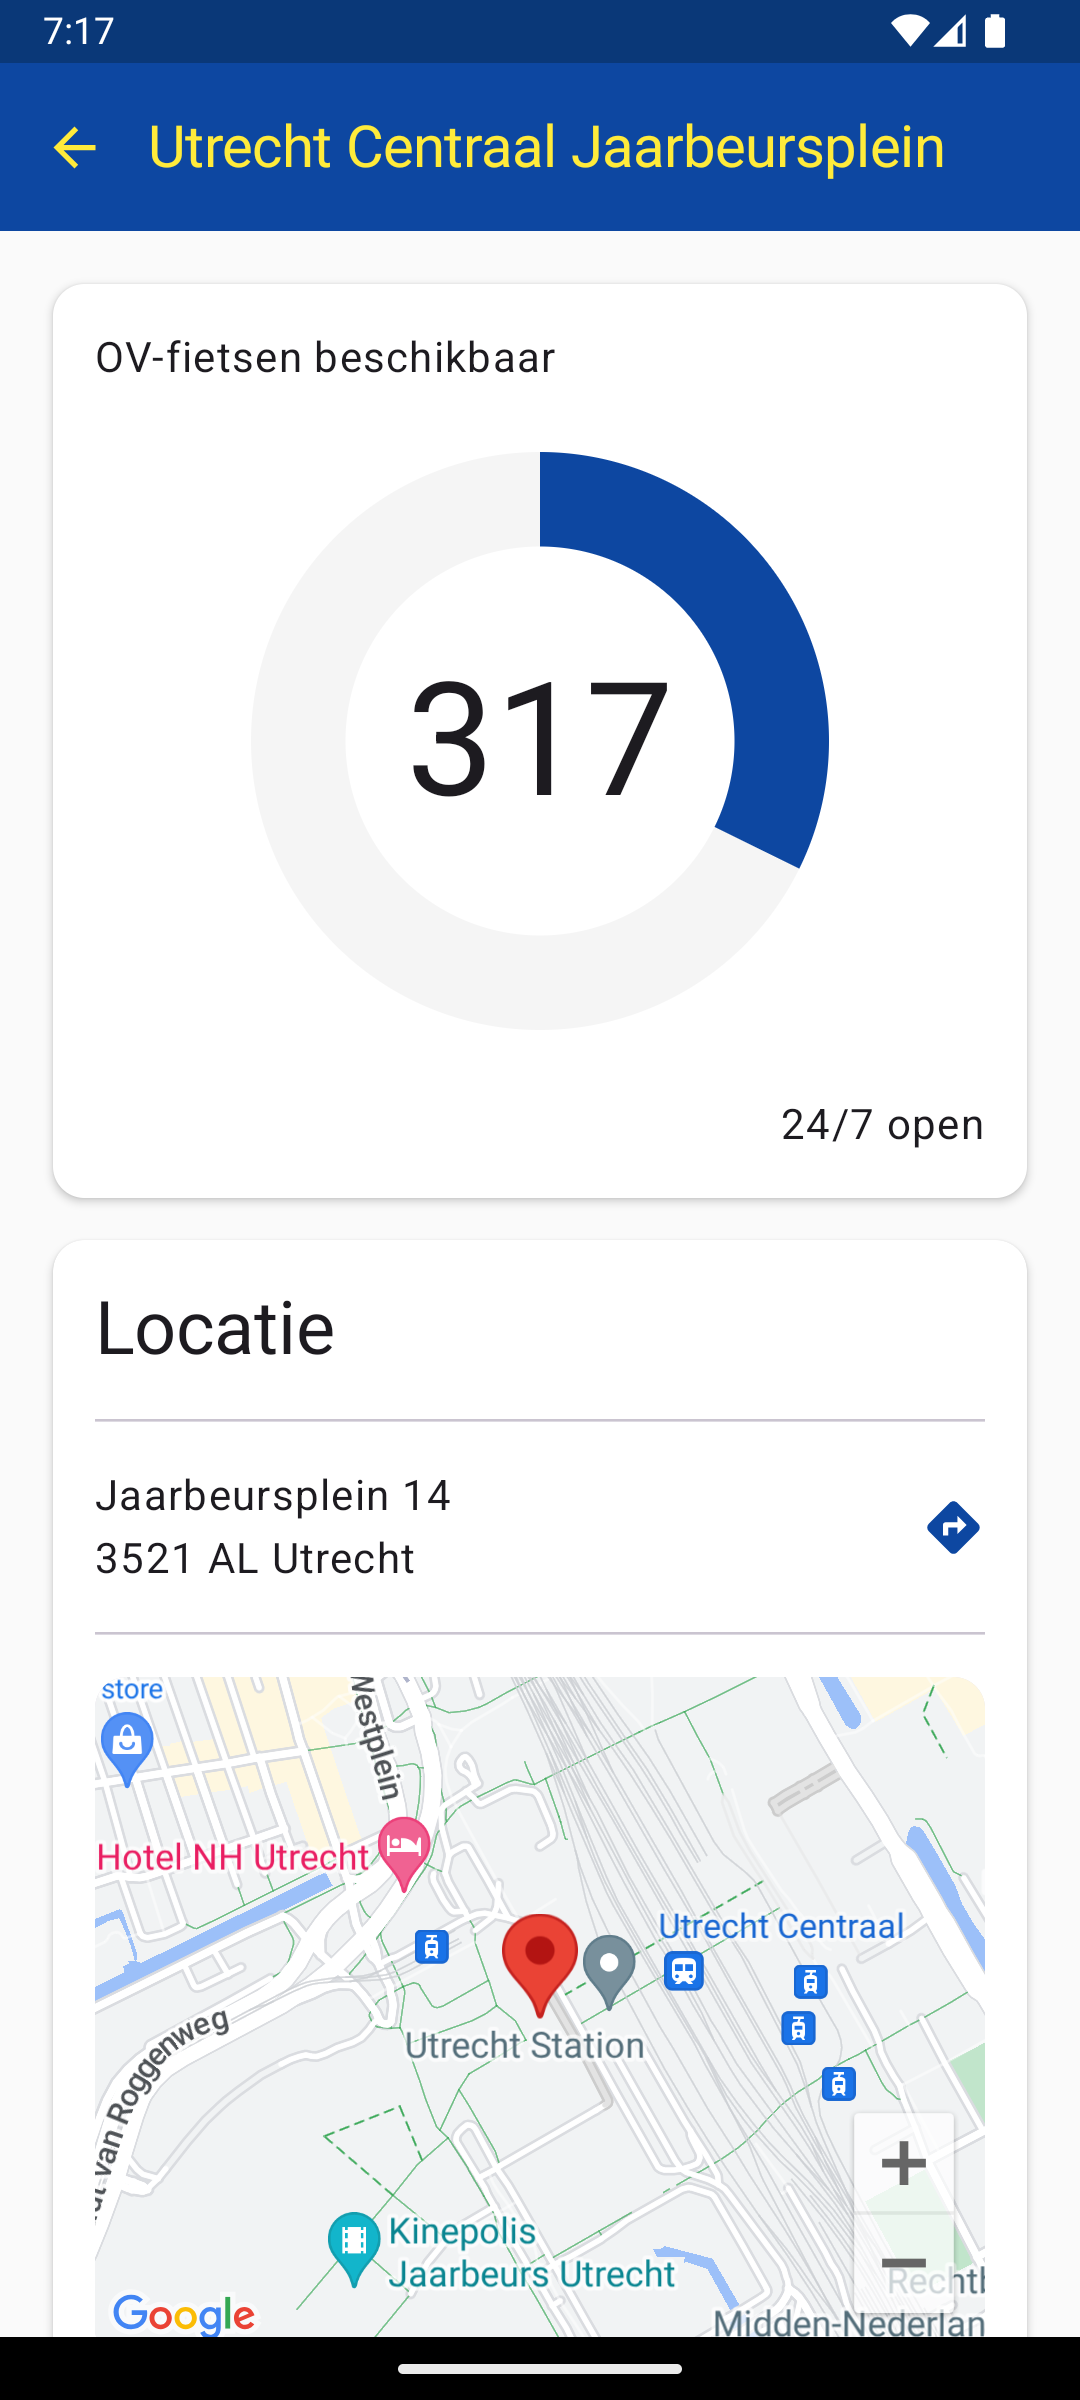 7:17
Utrecht Centraal Jaarbeursplein
OV-fietsen beschikbaar
317
24/7 open
Locatie
Jaarbeursplein 14
3521 AL Utrecht
store
Westplein
Hotel NH Utrecht
Utrecht Centraal
Utrecht Station
van Roggenweg
Kinepolis
Jaarbeurs Utrecht
Google
Midden-Nederlan